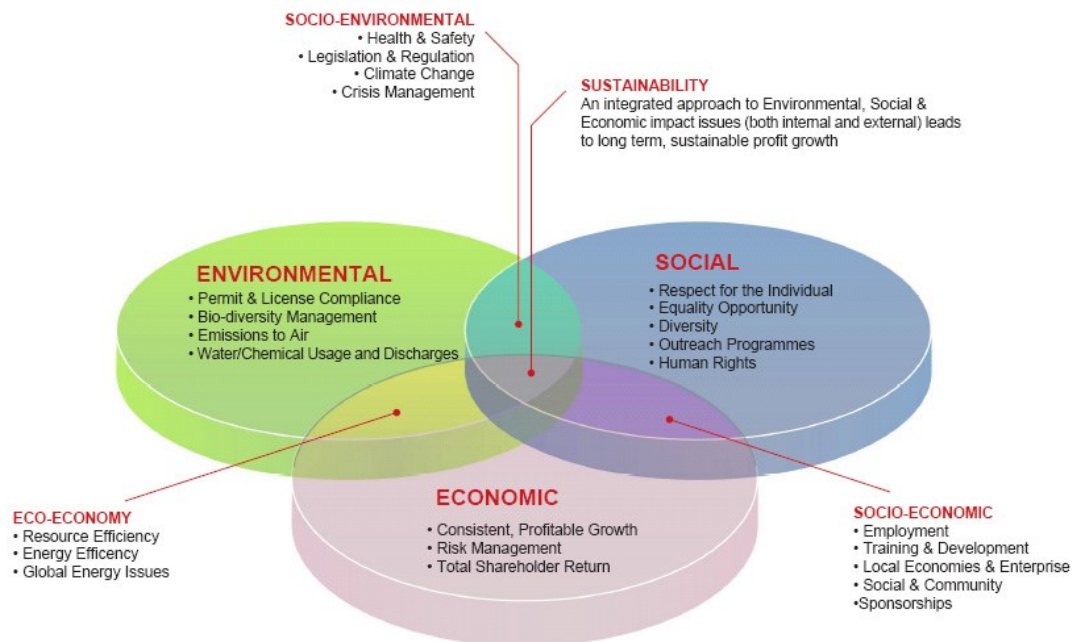 SOCIO-ENVIRONMENTAL
• Health & Safety
• Legislation & Regulation
• Climate Change
• Crisis Management
SUSTAINABILITY
An integrated approach to Environmental, Social &
Economic impact issues (both internal and external) leads
to long term, sustainable profit growth
ENVIRONMENTAL
• Permit & License Compliance
• Bio-diversity Management
• Emissions to Air
• Water/Chemical Usage and Discharges
SOCIAL
• Respect for the Individual
• Equality Opportunity
• Diversity
• Outreach Programmes
• Human Rights
ECO-ECONOMY
• Resource Efficiency
• Energy Efficency
• Global Energy Issues
ECONOMIC
• Consistent, Profitable Growth
• Risk Management
• Total Shareholder Return
SOCIO-ECONOMIC
• Employment
• Training & Development
• Local Economies & Enterprise
• Social & Community
•Sponsorships